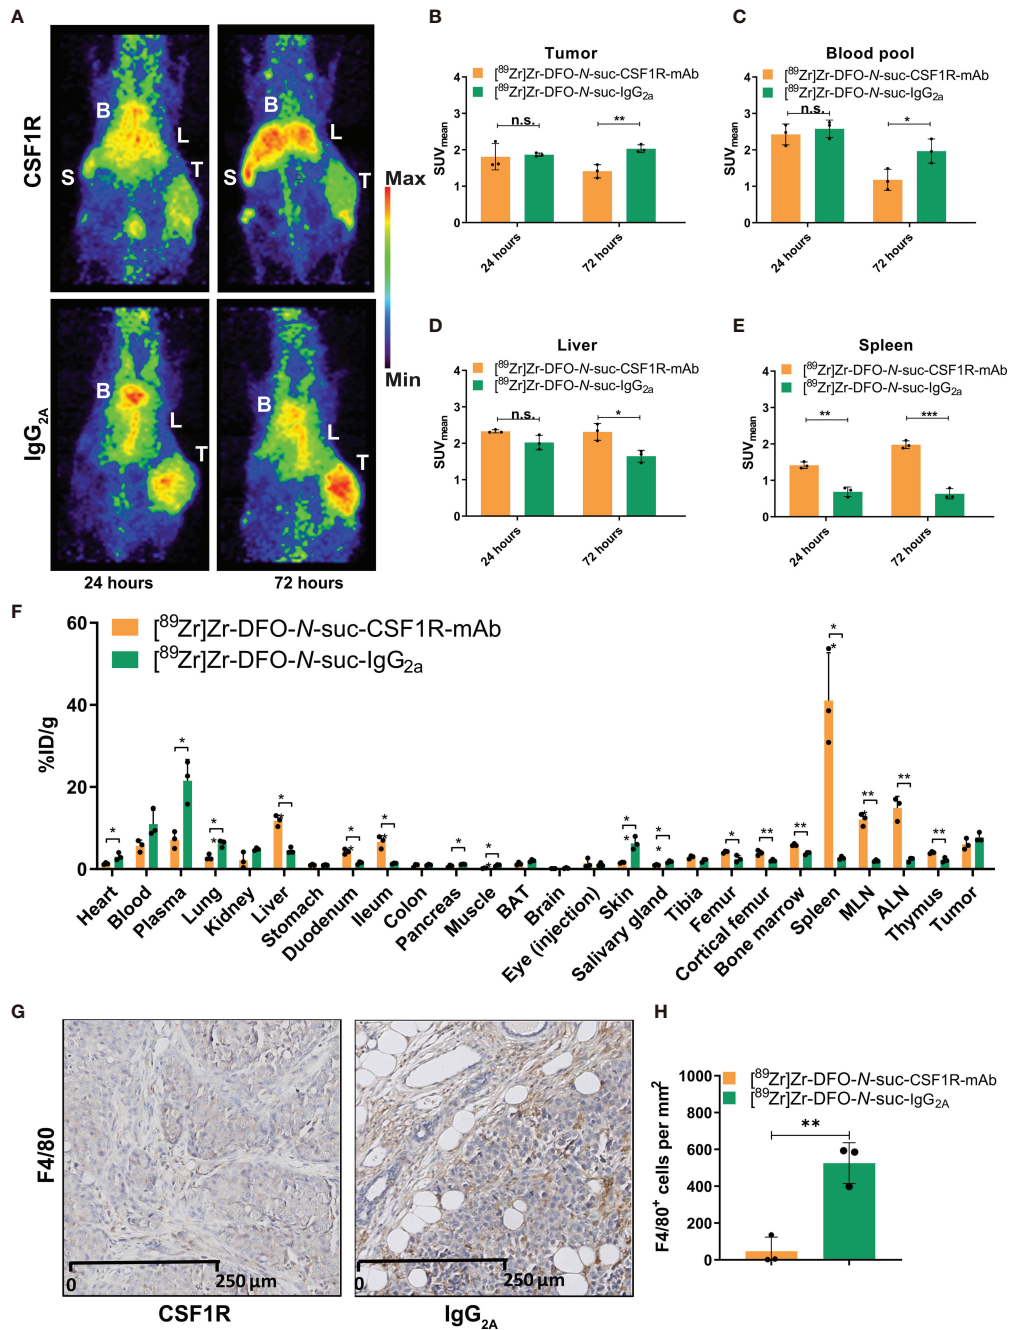 A
CSF1R
B
L
S
T
B
L
S
T
Max
Min
IgG2A
B
L
T
B
L
T
24 hours
72 hours
B
Tumor
[89Zr]Zr-DFO-N-suc-CSF1R-mAb
[89Zr]Zr-DFO-N-suc-IgG2a
SUVmean
4
3
2
1
0
n.s.
**
24 hours
72 hours
C
Blood pool
[89Zr]Zr-DFO-N-suc-CSF1R-mAb
[89Zr]Zr-DFO-N-suc-IgG2a
SUVmean
4
3
2
1
0
n.s.
*
24 hours
72 hours
D
Liver
[89Zr]Zr-DFO-N-suc-CSF1R-mAb
[89Zr]Zr-DFO-N-suc-IgG2a
SUVmean
4
3
2
1
0
n.s.
*
24 hours
72 hours
E
Spleen
[89Zr]Zr-DFO-N-suc-CSF1R-mAb
[89Zr]Zr-DFO-N-suc-IgG2a
SUVmean
4
3
2
1
0
**
***
24 hours
72 hours
F
[89Zr]Zr-DFO-N-suc-CSF1R-mAb
[89Zr]Zr-DFO-N-suc-IgG2a
%ID/g
60
40
20
0
Heart
Blood
Plasma
Lung
Kidney
Liver
Stomach
Duodenum
Ileum
Colon
Pancreas
Muscle
BAT
Brain
Eye (injection)
Skin
Salivary gland
Tibia
Femur
Cortical femur
Bone marrow
Spleen
MLN
ALN
Thymus
Tumor
G
F4/80
0
250 µm
CSF1R
0
250 µm
IgG2A
H
[89Zr]Zr-DFO-N-suc-CSF1R-mAb
[89Zr]Zr-DFO-N-suc-IgG2A
F4/80+ cells per mm2
1000
800
600
400
200
0
**